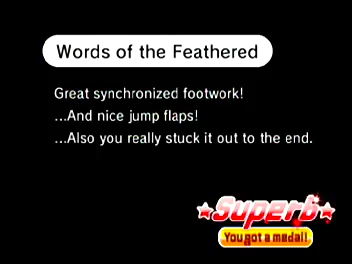 Words of the Feathered
Great synchronized footwork!
...And nice jump flaps!
...Also you really stuck it out to the end.
Superb
You got a medal!